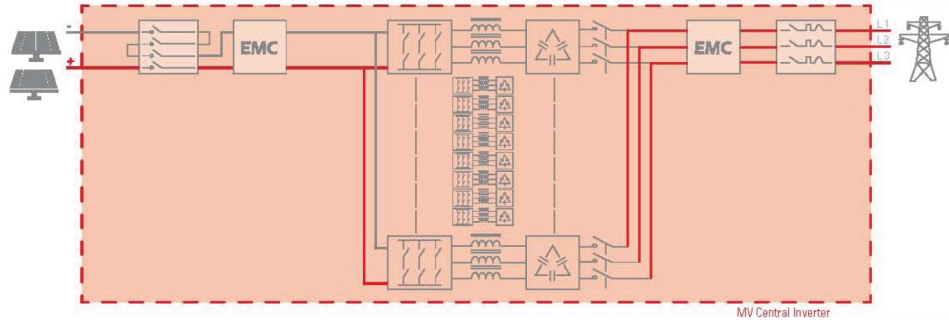 -
+
EMC
EMC
L1
L2
L3
MV Central Inverter